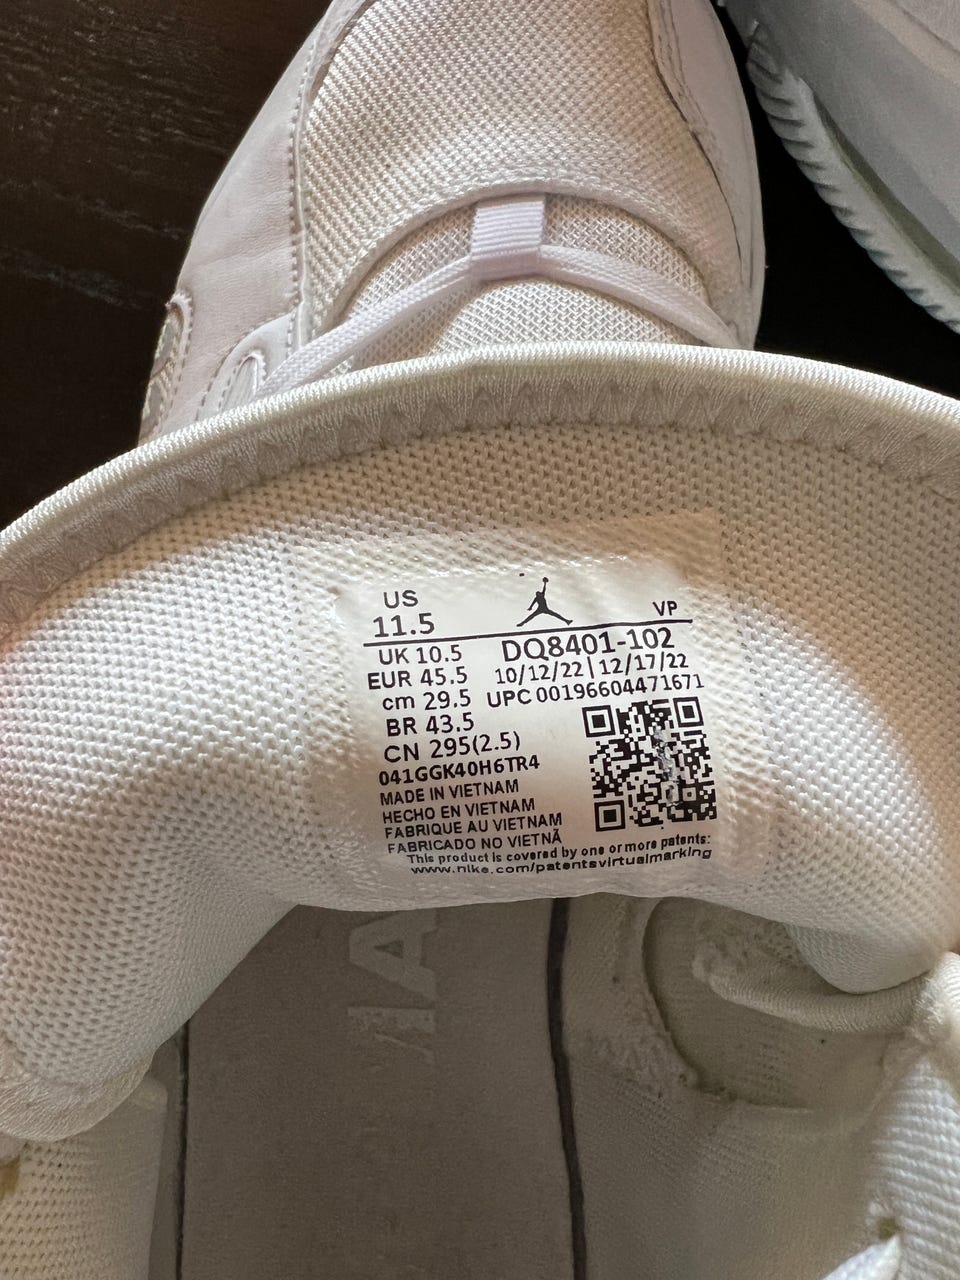 US
11.5
VP
UK 10.5
EUR 45.5
cm 29.5
BR 43.5
CN 295(2.5)
DQ8401-102
10/12/22|12/17/22
UPC 00196604471671
041GGK40H6TR4
MADE IN VIETNAM
HECHO EN VIETNAM
FABRIQUE AU VIETNAM
FABRICADO NO VIETNÃ
This product is covered by one or more patents:
www.nike.com/patentsvirtualmarking